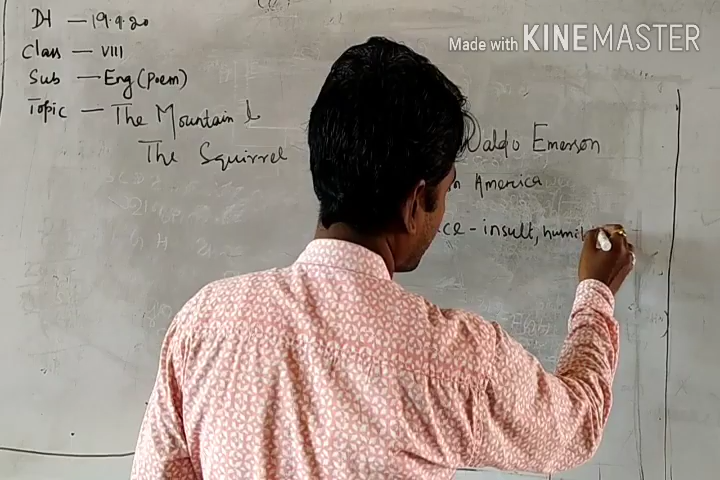 Made with KINEMASTER
Dt — 19.9.20
Class — VIII
Sub — Eng (Poem)
Topic — The Mountain &
The Squirrel
Waldo Emerson
America
- insult, humil